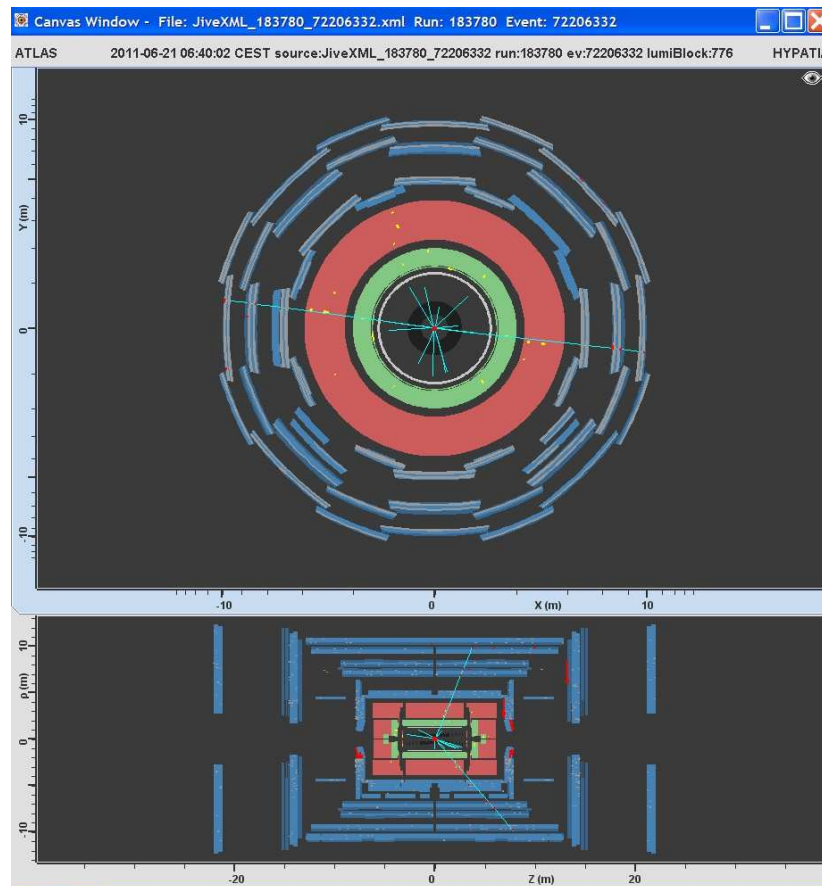 Canvas Window - File: JiveXML_183780_72206332.xml Run: 183780 Event: 72206332
ATLAS 2011-06-21 06:40:02 CEST source:JiveXML_183780_72206332 run:183780 ev:72206332 lumiBlock:776 HYPATIA
10
Y (m)
0
-10
-10 0 X (m) 10
10
ρ (m)
0
-10
-20 0 Z (m) 20